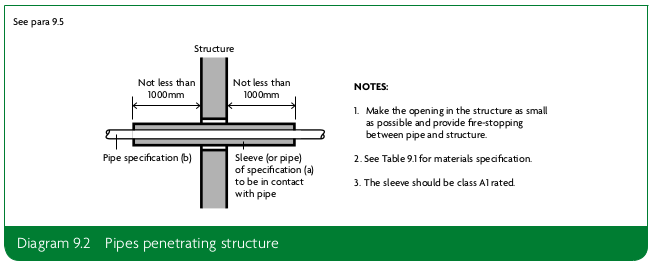 See para 9.5
Structure
Not less than
1000mm
Not less than
1000mm
Pipe specification (b)
Sleeve (or pipe)
of specification (a)
to be in contact
with pipe
NOTES:
1. Make the opening in the structure as small
as possible and provide fire-stopping
between pipe and structure.
2. See Table 9.1 for materials specification.
3. The sleeve should be class A1 rated.
Diagram 9.2 Pipes penetrating structure